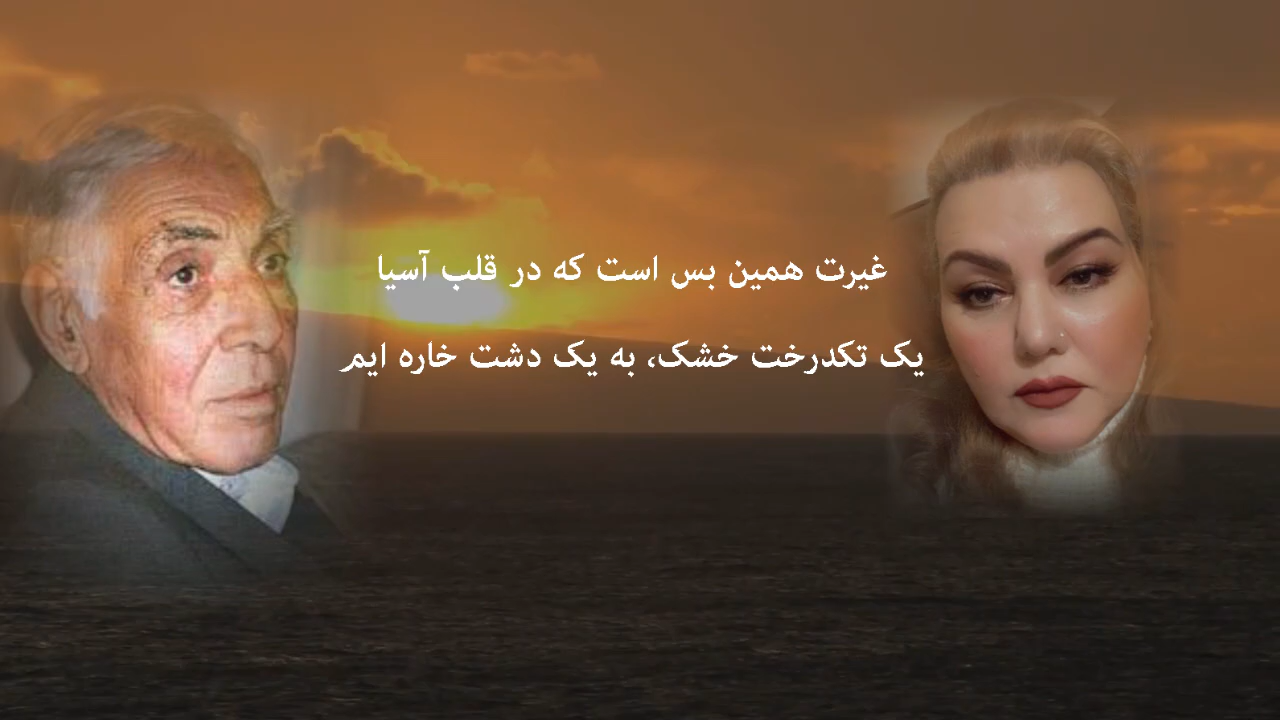 غیرت همین بس است که در قلب آسیا
یک تکدرخت خشک، به یک دشت خاره ایم